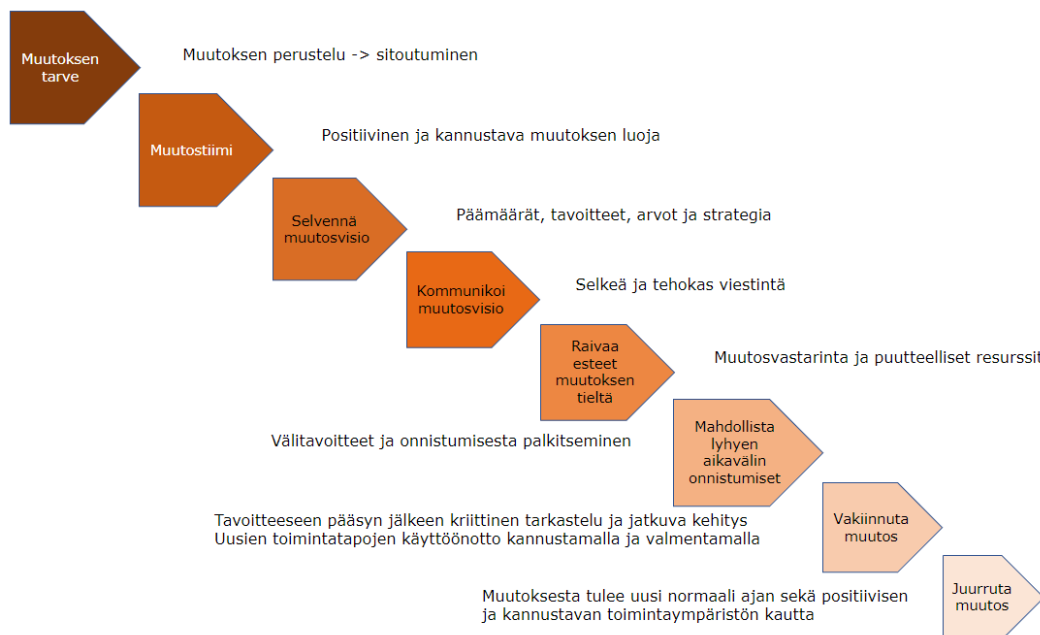 Muutoksen
tarve
Muutoksen perustelu -> sitoutuminen
Muutostiimi
Positiivinen ja kannustava muutoksen luoja
Selvennä
muutosvisio
Päämäärät, tavoitteet, arvot ja strategia
Kommunikoi
muutosvisio
Selkeä ja tehokas viestintä
Raivaa
esteet
muutoksen
tieltä
Muutosvastarinta ja puutteelliset resurssit
Mahdollista
lyhyen
aikavälin
onnistumiset
Välitavoitteet ja onnistumisesta palkitseminen
Vakiinnuta
muutos
Tavoitteeseen pääsyn jälkeen kriittinen tarkastelu ja jatkuva kehitys
Uusien toimintatapojen käyttöönotto kannustamalla ja valmentamalla
Juurruta
muutos
Muutoksesta tulee uusi normaali ajan sekä positiivisen
ja kannustavan toimintaympäristön kautta